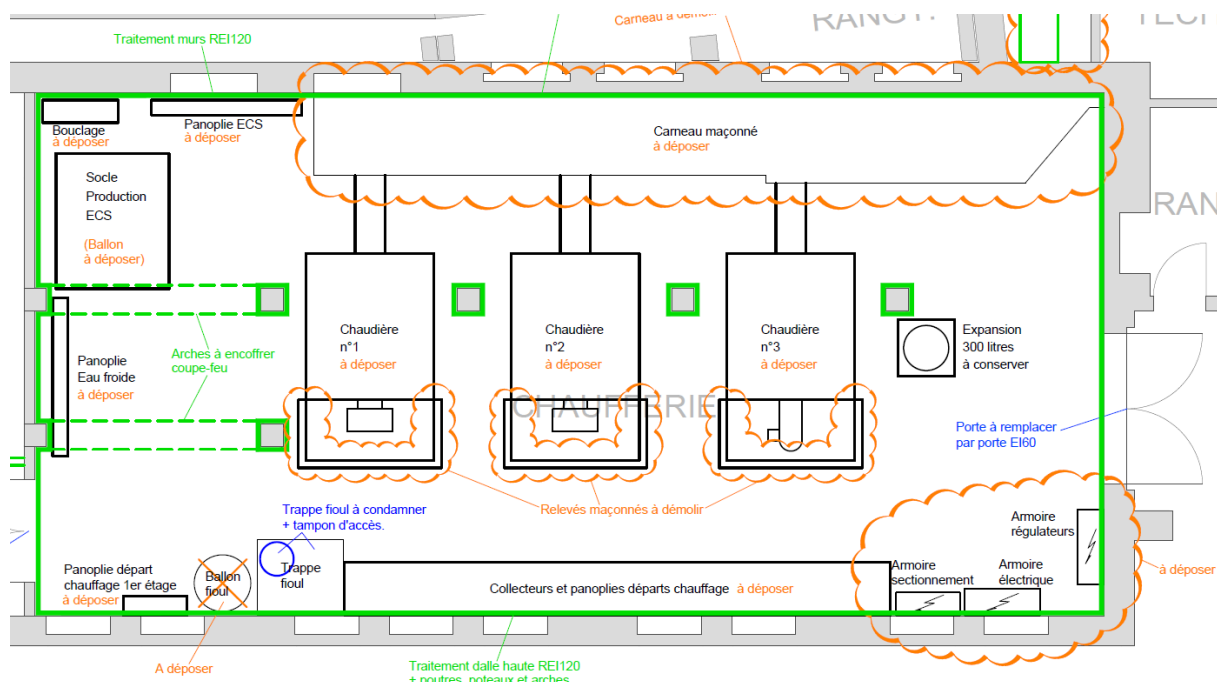 Carneau à démolir
RANGT.
TECH
Traitement murs REI120
Bouclage
à déposer
Panoplie ECS
à déposer
Carneau maçonné
à déposer
Socle
Production
ECS
(Ballon
à déposer)
RAN
Chaudière
n°1
à déposer
Chaudière
n°2
à déposer
Chaudière
n°3
à déposer
Expansion
300 litres
à conserver
Panoplie
Eau froide
à déposer
Arches à encoffrer
coupe-feu
CHAUFFERIE
Porte à remplacer
par porte EI60
Trappe fioul à condamner
+ tampon d'accès.
Relevés maçonnés à démolir
Armoire
régulateurs
Panoplie départ
chauffage 1er étage
à déposer
Ballon
fioul
Trappe
fioul
Collecteurs et panoplies départs chauffage à déposer
Armoire
sectionnement
Armoire
électrique
à déposer
A déposer
Traitement dalle haute REI120
+ poutres, poteaux et arches